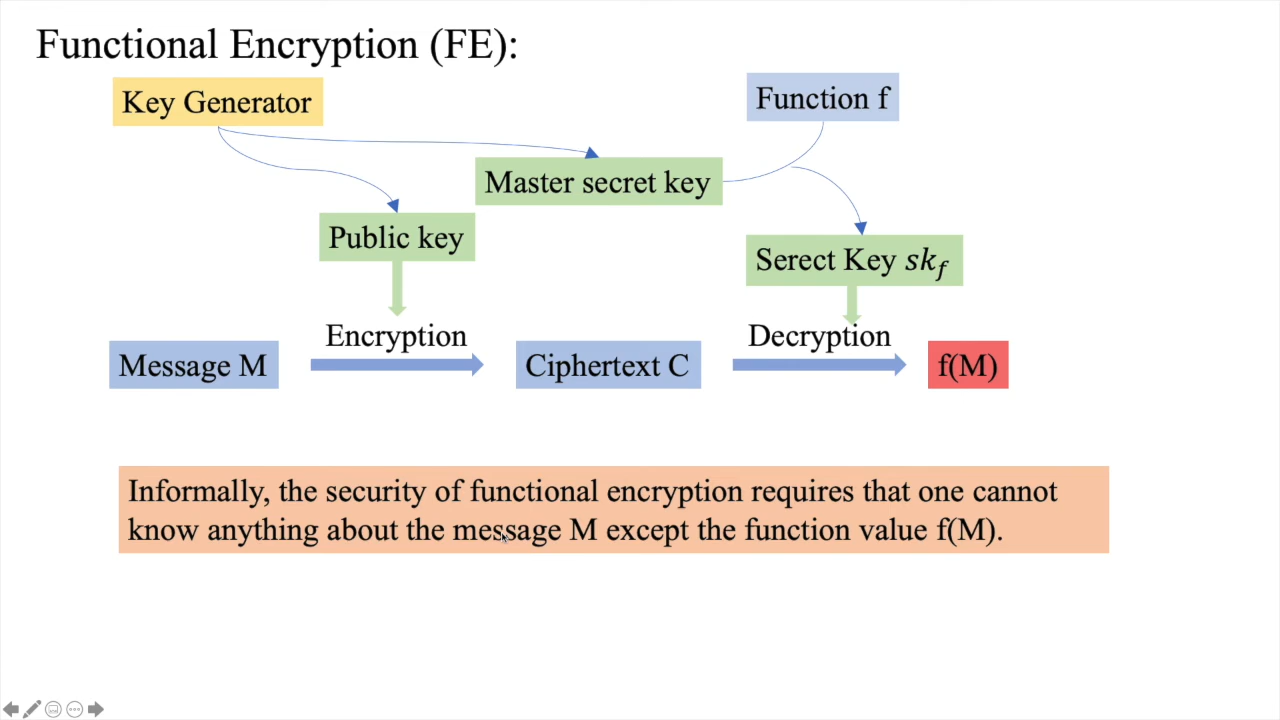 Functional Encryption (FE):
Key Generator
Function f
Master secret key
Public key
Serect Key sk_f
Encryption
Decryption
Message M
Ciphertext C
f(M)
Informally, the security of functional encryption requires that one cannot
know anything about the message M except the function value f(M).